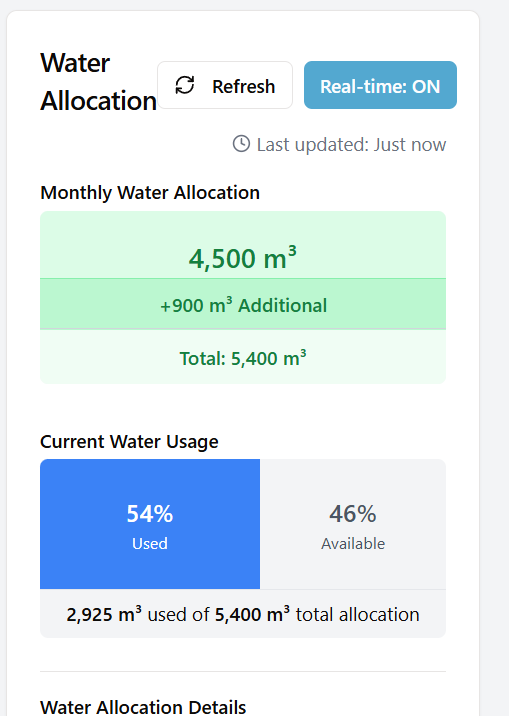 Water
Allocation
Refresh
Real-time: ON
Last updated: Just now
Monthly Water Allocation
4,500 m³
+900 m³ Additional
Total: 5,400 m³
Current Water Usage
54%
Used
46%
Available
2,925 m³ used of 5,400 m³ total allocation
Water Allocation Details